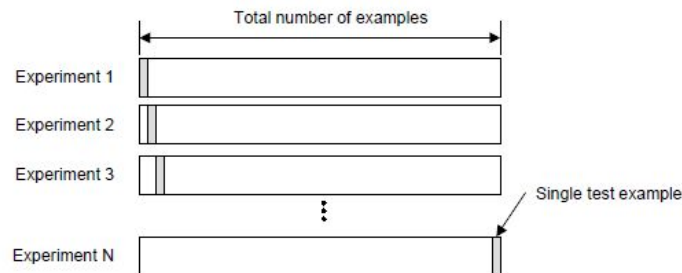 Total number of examples
Experiment 1
Experiment 2
Experiment 3
Single test example
Experiment N